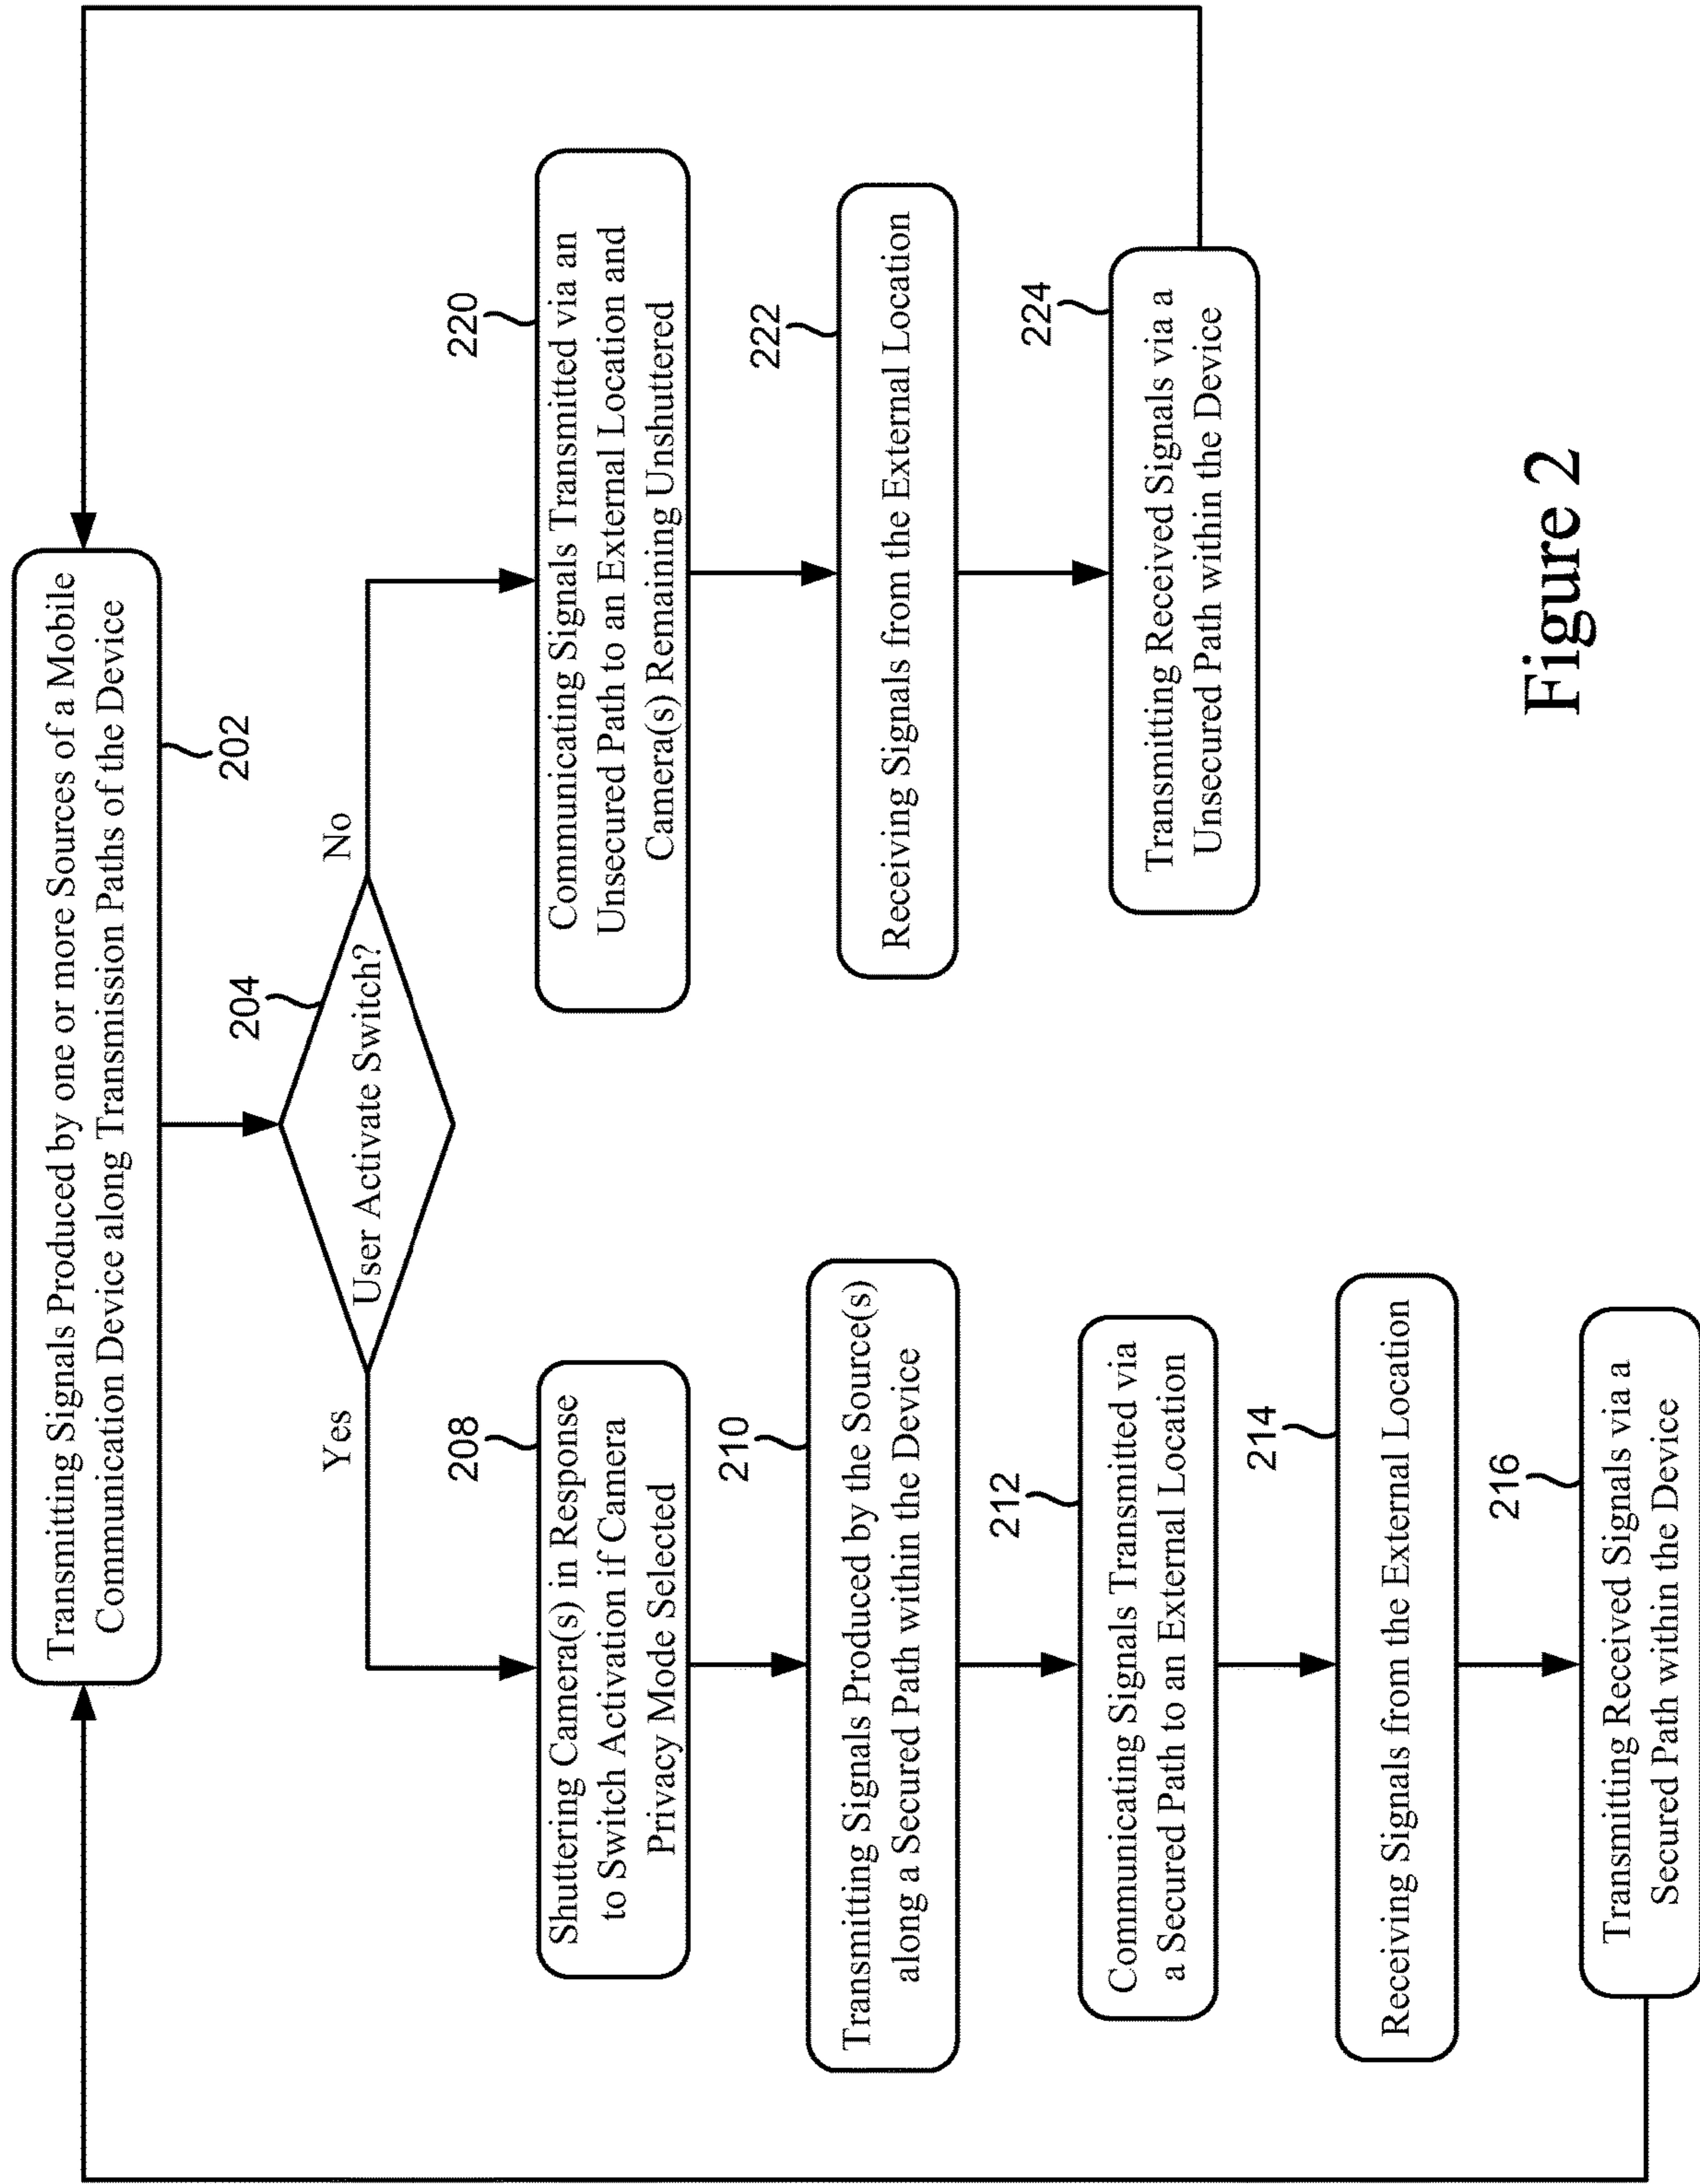 Transmitting Signals Produced by one or more Sources of a Mobile
Communication Device along Transmission Paths of the Device
202
204
User Activate Switch?
Yes
No
208
Shuttering Camera(s) in Response
to Switch Activation if Camera
Privacy Mode Selected
210
Transmitting Signals Produced by the Source(s)
along a Secured Path within the Device
212
Communicating Signals Transmitted via
a Secured Path to an External Location
214
Receiving Signals from the External Location
216
Transmitting Received Signals via a
Secured Path within the Device
220
Communicating Signals Transmitted via an
Unsecured Path to an External Location and
Camera(s) Remaining Unshuttered
222
Receiving Signals from the External Location
224
Transmitting Received Signals via a
Unsecured Path within the Device
Figure 2